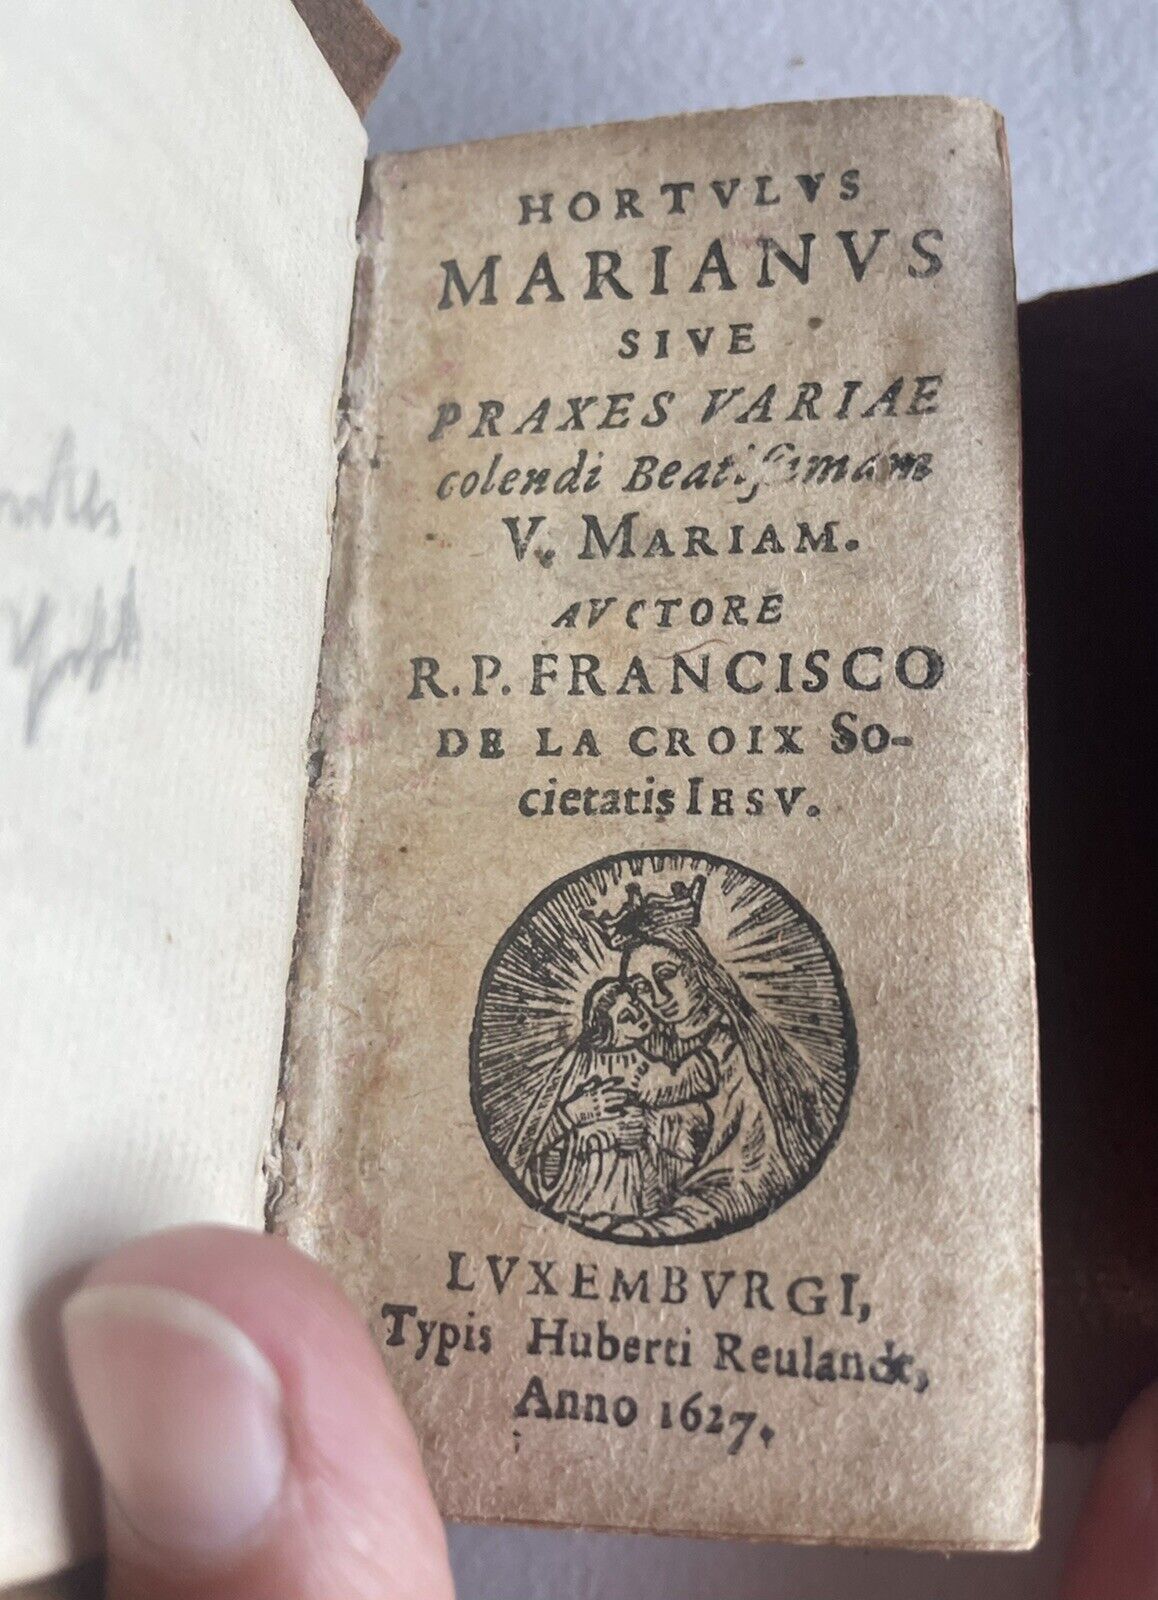 HORTVLVS
MARIANVS
SIVE
PRAXES VARIAE
colendi Beatissimam
V. MARIAM.
AVCTORE
R.P. FRANCISCO
DE LA CROIX So-
cietatis IESV.
LVXEMBVRGI,
Typis Huberti Reulandt,
Anno 1627.